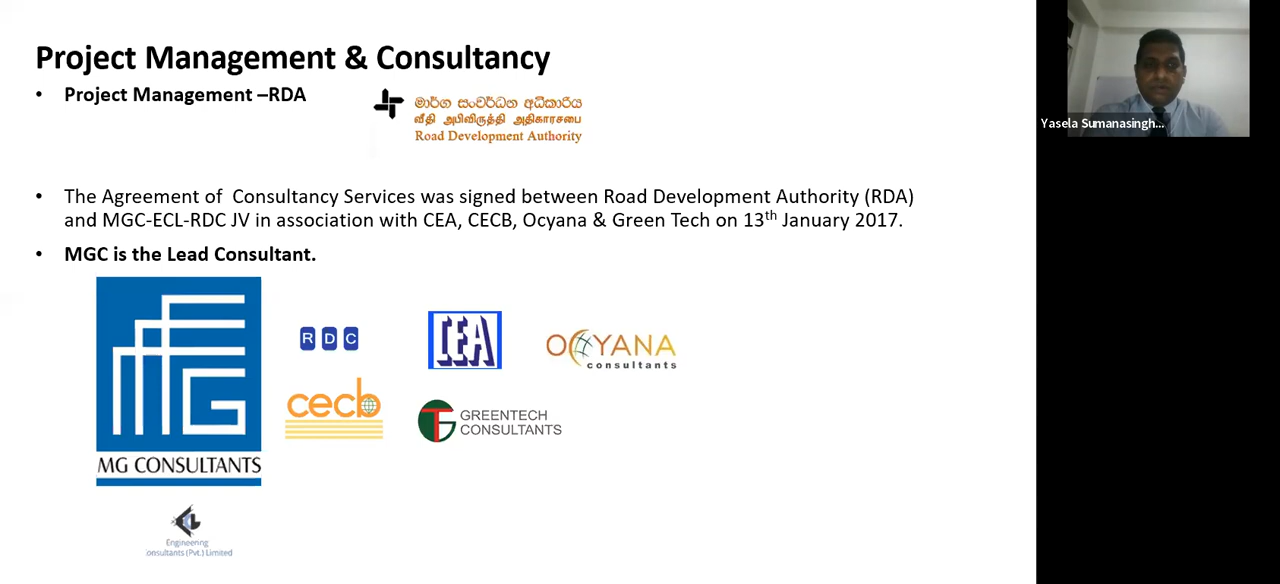 Project Management & Consultancy
• Project Management –RDA
මාර්ග සංවර්ධන අධිකාරිය
வீதி அபிவிருத்தி அதிகாரசபை
Road Development Authority
Yasela Sumanasingh...
• The Agreement of Consultancy Services was signed between Road Development Authority (RDA)
and MGC-ECL-RDC JV in association with CEA, CECB, Ocyana & Green Tech on 13th January 2017.
• MGC is the Lead Consultant.
RDC
CEA
OCYANA
consultants
cecb
GREENTECH
CONSULTANTS
MG CONSULTANTS
Engineering
onsultants (Pvt.) Limited